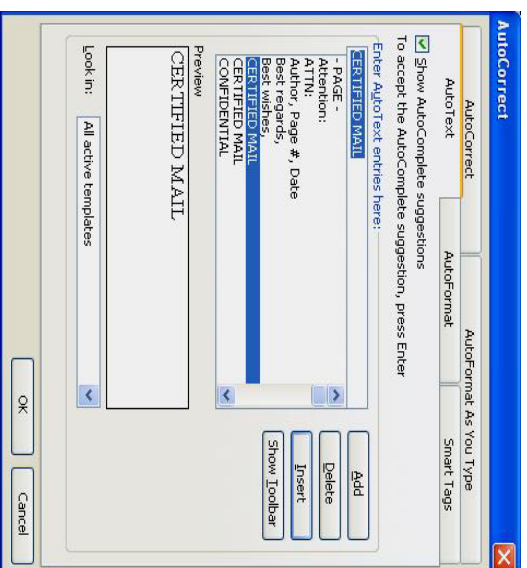 AutoCorrect
AutoCorrect AutoFormat As You Type
AutoText AutoFormat Smart Tags
Show AutoComplete suggestions
To accept the AutoComplete suggestion, press Enter
Enter AutoText entries here:
CERTIFIED MAIL
- PAGE -
Attention:
ATTN:
Author, Page #, Date
Best regards,
Best wishes,
CERTIFIED MAIL
CERTIFIED MAIL
CONFIDENTIAL
Add
Delete
Insert
Show Toolbar
Preview
CERTIFIED MAIL
Look in: All active templates
OK Cancel